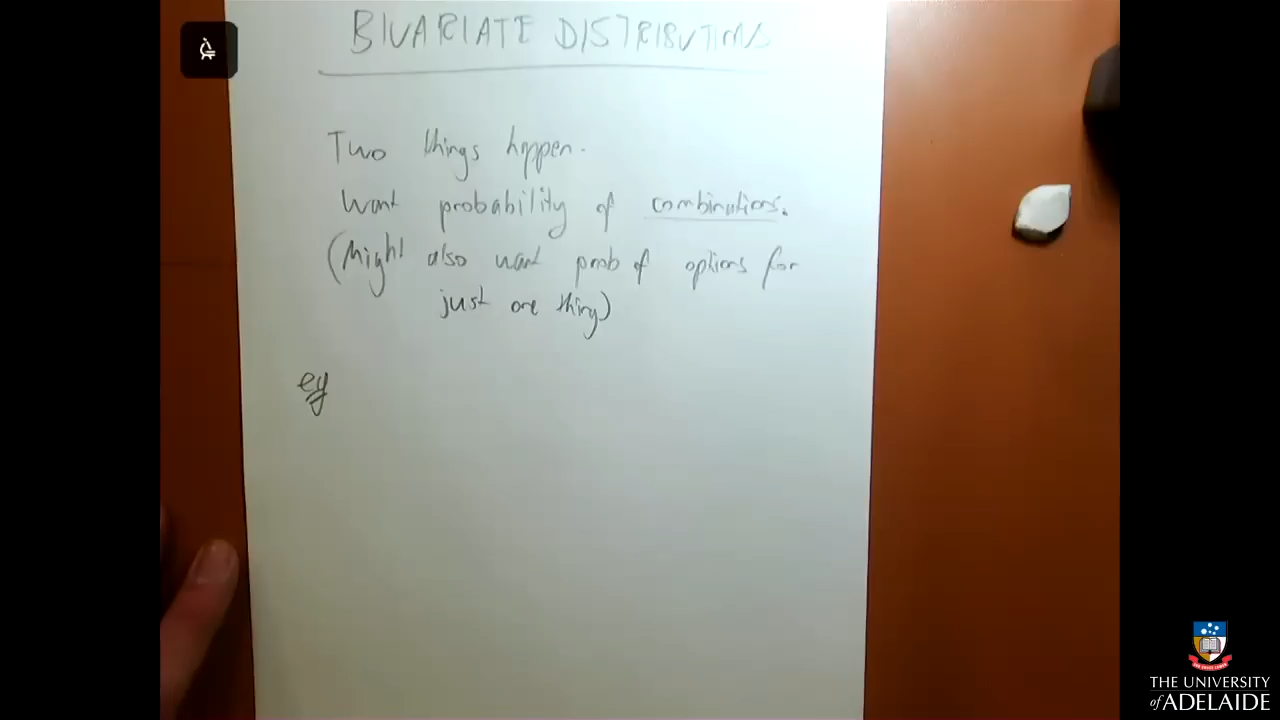 BIVARIATE DISTRIBUTIONS
Two things happen.
Want probability of combinations.
(Might also want prob of options for
just one thing)
eg
THE UNIVERSITY
of ADELAIDE